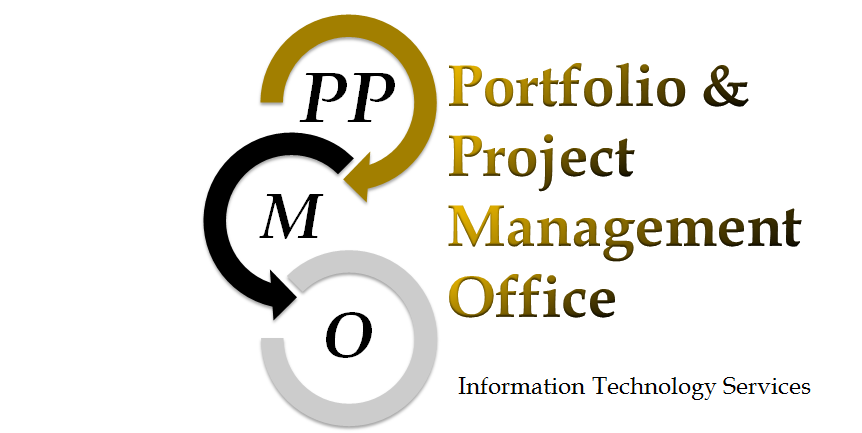 PP
M
O
Portfolio &
Project
Management
Office
Information Technology Services